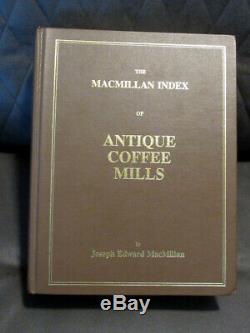 THE
MACMILLAN INDEX
OF
ANTIQUE
COFFEE
MILLS
by
Joseph Edward MacMillan